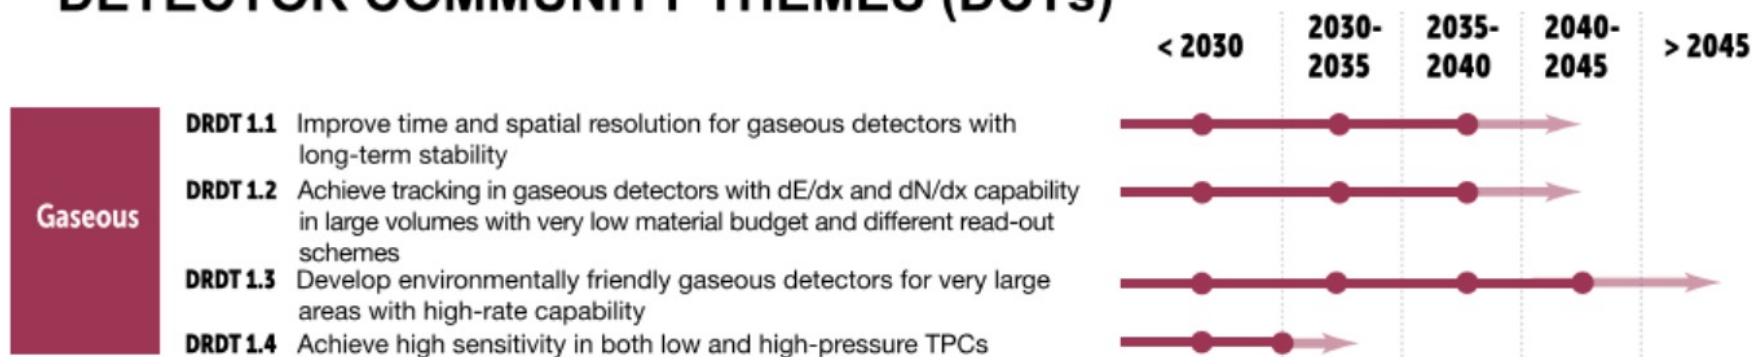 DETECTOR COMMUNITY THEMES (DCTs)
< 2030
2030-
2035
2035-
2040
2040-
2045
> 2045
Gaseous
DRDT 1.1 Improve time and spatial resolution for gaseous detectors with
long-term stability
DRDT 1.2 Achieve tracking in gaseous detectors with dE/dx and dN/dx capability
in large volumes with very low material budget and different read-out
schemes
DRDT 1.3 Develop environmentally friendly gaseous detectors for very large
areas with high-rate capability
DRDT 1.4 Achieve high sensitivity in both low and high-pressure TPCs